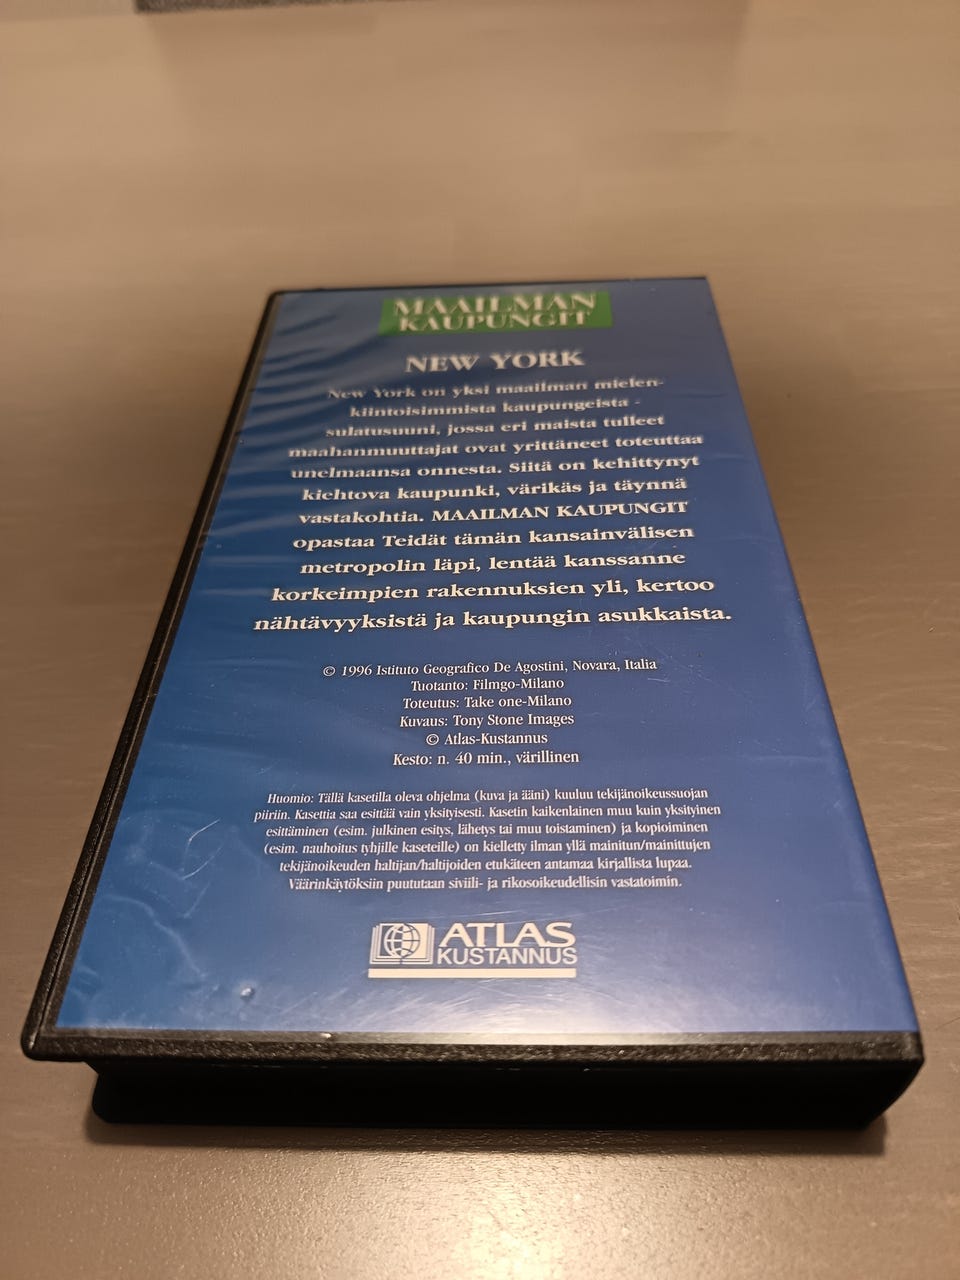 MAAILMAN
KAUPUNGIT
NEW YORK
New York on yksi maailman mielen-
kiintoisimmista kaupungeista -
sulatusuuni, jossa eri maista tulleet
maahanmuuttajat ovat yrittäneet toteuttaa
unelmaansa onnesta. Siitä on kehittynyt
kiehtova kaupunki, värikäs ja täynnä
vastakohtia. MAAILMAN KAUPUNGIT
opastaa Teidät tämän kansainvälisen
metropolin läpi, lentää kanssanne
korkeimpien rakennuksien yli, kertoo
nähtävyyksistä ja kaupungin asukkaista.
© 1996 Istituto Geografico De Agostini, Novara, Italia
Tuotanto: Filmgo-Milano
Toteutus: Take one-Milano
Kuvaus: Tony Stone Images
© Atlas-Kustannus
Kesto: n. 40 min., värillinen
Huomio: Tällä kasetilla oleva ohjelma (kuva ja ääni) kuuluu tekijänoikeussuojan
piiriin. Kasettia saa esittää vain yksityisesti. Kasetin kaikenlainen muu kuin yksityinen
esittäminen (esim. julkinen esitys, lähetys tai muu toistaminen) ja kopioiminen
(esim. nauhoitus tyhjille kaseteille) on kielletty ilman yllä mainitun/mainittujen
tekijänoikeuden haltijan/haltijoiden etukäteen antamaa kirjallista lupaa.
Väärinkäytöksiin puututaan siviili- ja rikosoikeudellisin vastatoimin.
ATLAS
KUSTANNUS